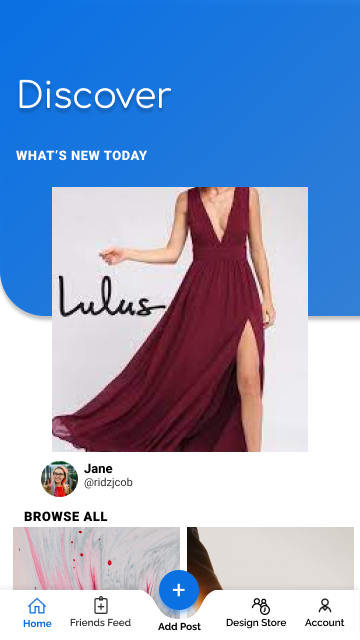 Discover
WHAT'S NEW TODAY
Lulus
Jane
@ridzjcob
BROWSE ALL
Home
Friends Feed
Add Post
Design Store
Account